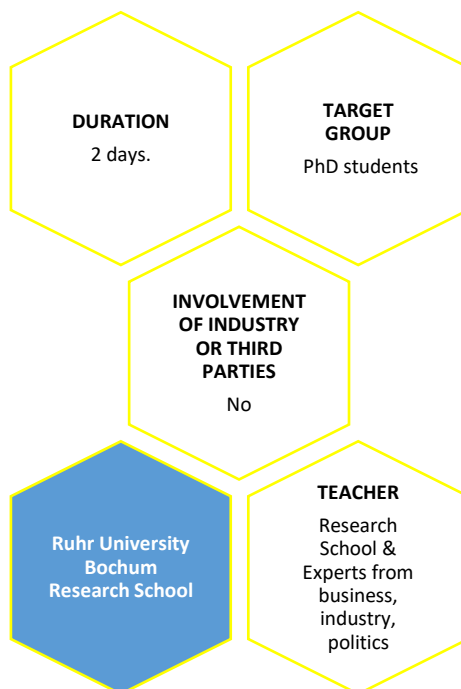 DURATION
2 days.
TARGET
GROUP
PhD students
INVOLVEMENT
OF INDUSTRY
OR THIRD
PARTIES
No
Ruhr University
Bochum
Research School
TEACHER
Research
School &
Experts from
business,
industry,
politics